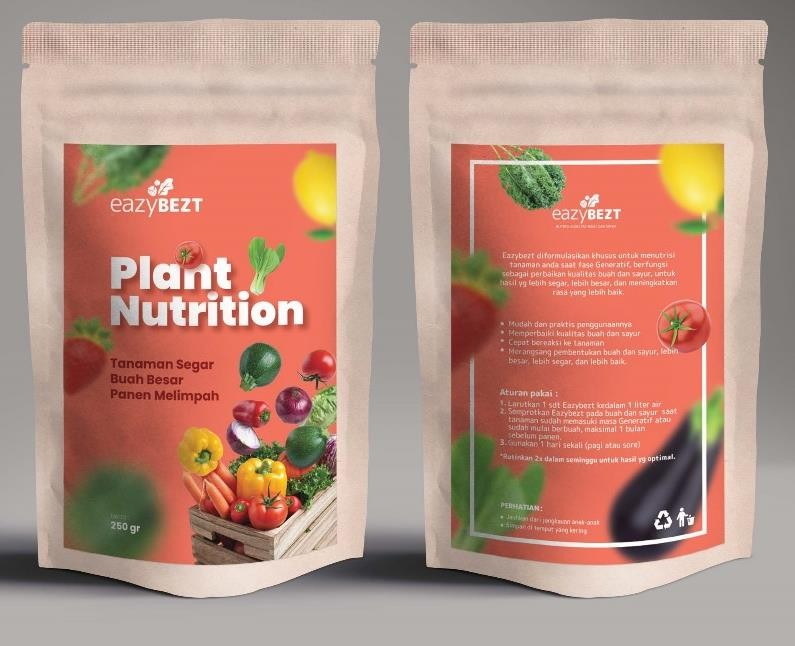 eazyBEZT
Plant
Nutrition
Tanaman Segar
Buah Besar
Panen Melimpah
Netto
250 gr
eazyBEZT
Eazybezt diformulasikan khusus untuk menutrisi
tanaman anda saat fase Generatif, berfungsi
sebagai perbaikan kualitas buah dan sayur, untuk
hasil yg lebih segar, lebih besar, dan meningkatkan
rasa yang lebih baik.
• Mudah dan praktis penggunaannya
• Memperbaiki kualitas buah dan sayur
• Cepat bereaksi ke tanaman
• Merangsang pembentukan buah dan sayur, lebih
besar, lebih segar, dan lebih baik.
Aturan pakai :
1. Larutkan 1 sdt Eazybezt kedalam 1 liter air
2. Semprotkan Eazybezt pada buah dan sayur saat
tanaman sudah memasuki masa Generatif atau
sudah mulai berbuah, maksimal 1 bulan
sebelum panen.
3. Gunakan 1 hari sekali (pagi atau sore)
*Rutinkan 2x dalam seminggu untuk hasil yg optimal.
PERHATIAN :
• Jauhkan dari jangkauan anak-anak
• Simpan di tempat yang kering